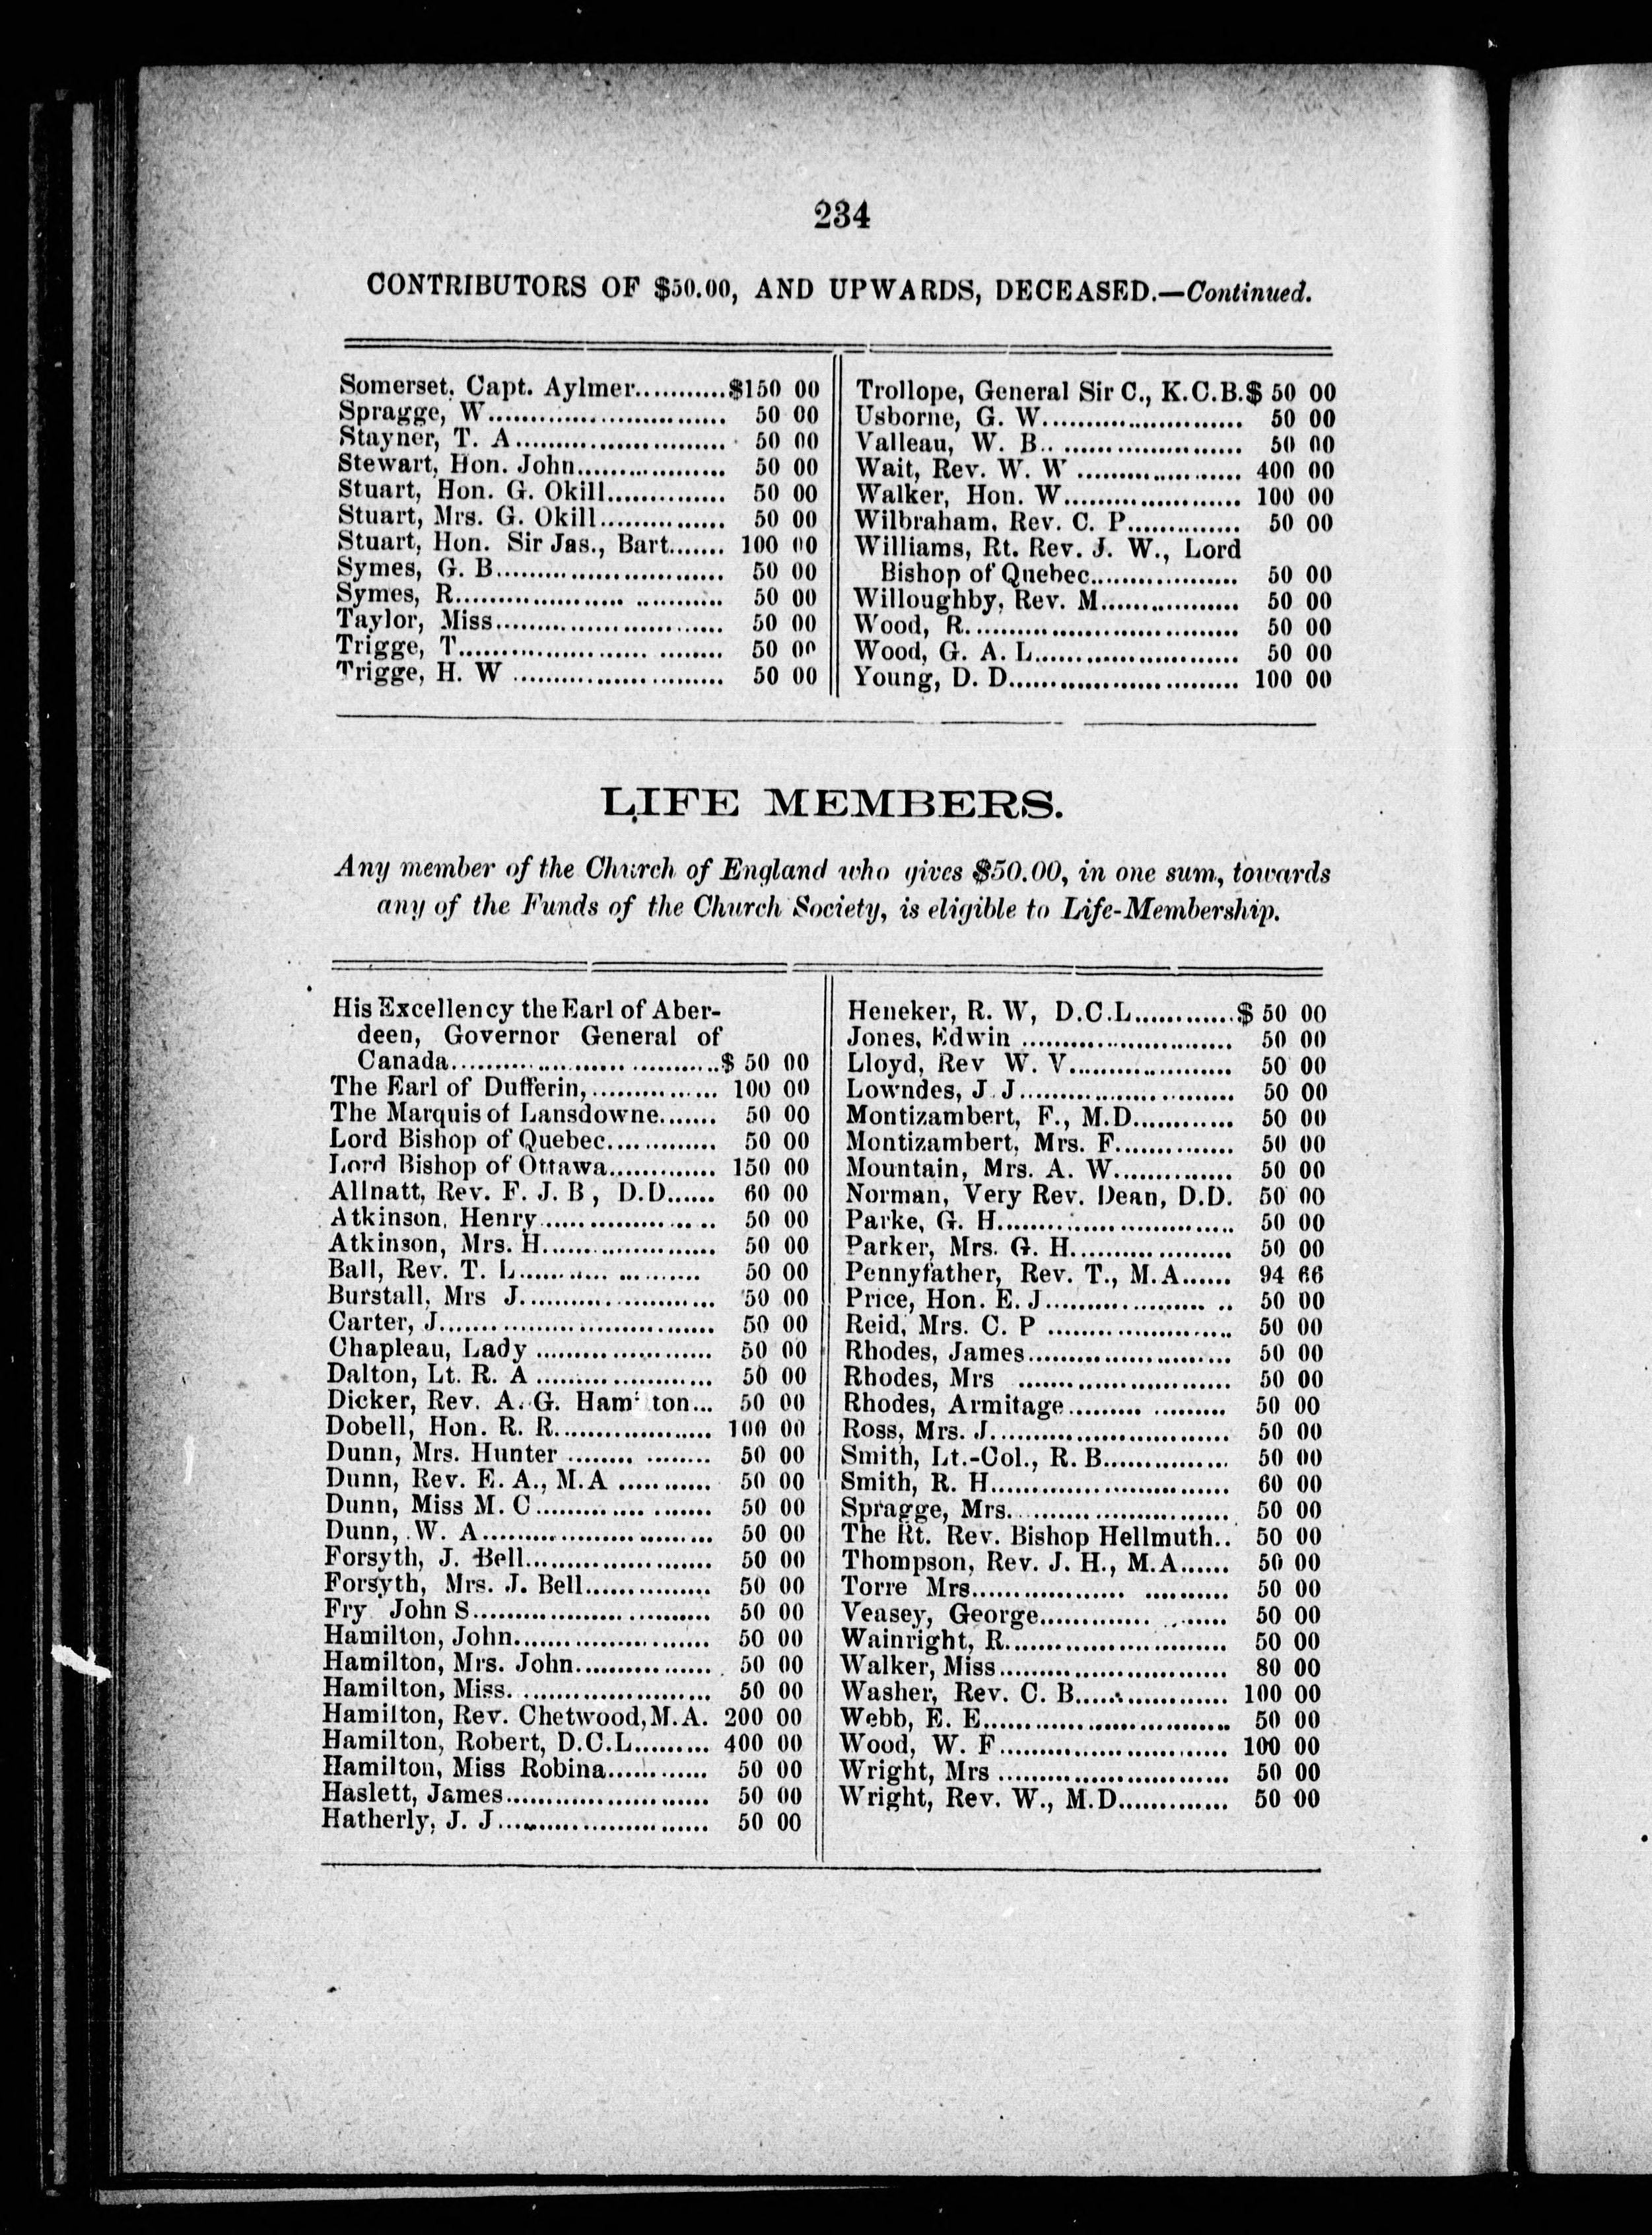 234
CONTRIBUTORS OF $50.00, AND UPWARDS, DECEASED.—Continued.
Somerset, Capt. Aylmer...........$150 00
Spragge, W............................. 50 00
Stayner, T. A.......................... 50 00
Stewart, Hon. John.................. 50 00
Stuart, Hon. G. Okill.............. 50 00
Stuart, Mrs. G. Okill............... 50 00
Stuart, Hon. Sir Jas., Bart....... 100 00
Symes, G. B............................ 50 00
Symes, R................................ 50 00
Taylor, Miss............................ 50 00
Trigge, T................................ 50 00
Trigge, H. W .......................... 50 00
Trollope, General Sir C., K.C.B.$ 50 00
Usborne, G. W........................ 50 00
Valleau, W. B.. ...................... 50 00
Wait, Rev. W. W .................... 400 00
Walker, Hon. W...................... 100 00
Wilbraham, Rev. C. P.............. 50 00
Williams, Rt. Rev. J. W., Lord
Bishop of Quebec.................. 50 00
Willoughby, Rev. M................. 50 00
Wood, R................................. 50 00
Wood, G. A. L......................... 50 00
Young, D. D............................ 100 00
LIFE MEMBERS.
Any member of the Church of England who gives $50.00, in one sum, towards
any of the Funds of the Church Society, is eligible to Life-Membership.
His Excellency the Earl of Aber-
deen, Governor General of
Canada.................................$ 50 00
The Earl of Dufferin,............... 100 00
The Marquis of Lansdowne....... 50 00
Lord Bishop of Quebec............. 50 00
Lord Bishop of Ottawa............. 150 00
Allnatt, Rev. F. J. B , D.D...... 60 00
Atkinson, Henry..................... 50 00
Atkinson, Mrs. H..................... 50 00
Ball, Rev. T. L....................... 50 00
Burstall, Mrs J....................... 50 00
Carter, J................................. 50 00
Chapleau, Lady ...................... 50 00
Dalton, Lt. R. A ..................... 50 00
Dicker, Rev. A. G. Hamilton... 50 00
Dobell, Hon. R. R................... 100 00
Dunn, Mrs. Hunter ................. 50 00
Dunn, Rev. E. A., M.A ........... 50 00
Dunn, Miss M. C..................... 50 00
Dunn, W. A............................ 50 00
Forsyth, J. Bell....................... 50 00
Forsyth, Mrs. J. Bell............... 50 00
Fry John S............................. 50 00
Hamilton, John........................ 50 00
Hamilton, Mrs. John................. 50 00
Hamilton, Miss......................... 50 00
Hamilton, Rev. Chetwood, M.A. 200 00
Hamilton, Robert, D.C.L......... 400 00
Hamilton, Miss Robina............ 50 00
Haslett, James......................... 50 00
Hatherly, J. J......................... 50 00
Heneker, R. W, D.C.L............$ 50 00
Jones, Edwin .......................... 50 00
Lloyd, Rev W. V.................... 50 00
Lowndes, J. J.......................... 50 00
Montizambert, F., M.D............ 50 00
Montizambert, Mrs. F............... 50 00
Mountain, Mrs. A. W............... 50 00
Norman, Very Rev. Dean, D.D. 50 00
Parke, G. H............................ 50 00
Parker, Mrs. G. H.................... 50 00
Pennyfather, Rev. T., M.A...... 94 66
Price, Hon. E. J...................... 50 00
Reid, Mrs. C. P ...................... 50 00
Rhodes, James......................... 50 00
Rhodes, Mrs .......................... 50 00
Rhodes, Armitage.................... 50 00
Ross, Mrs. J............................ 50 00
Smith, Lt.-Col., R. B............... 50 00
Smith, R. H............................ 60 00
Spragge, Mrs........................... 50 00
The Rt. Rev. Bishop Hellmuth.. 50 00
Thompson, Rev. J. H., M.A...... 50 00
Torre Mrs............................... 50 00
Veasey, George........................ 50 00
Wainright, R........................... 50 00
Walker, Miss........................... 80 00
Washer, Rev. C. B................... 100 00
Webb, E. E............................. 50 00
Wood, W. F............................ 100 00
Wright, Mrs ........................... 50 00
Wright, Rev. W., M.D.............. 50 00